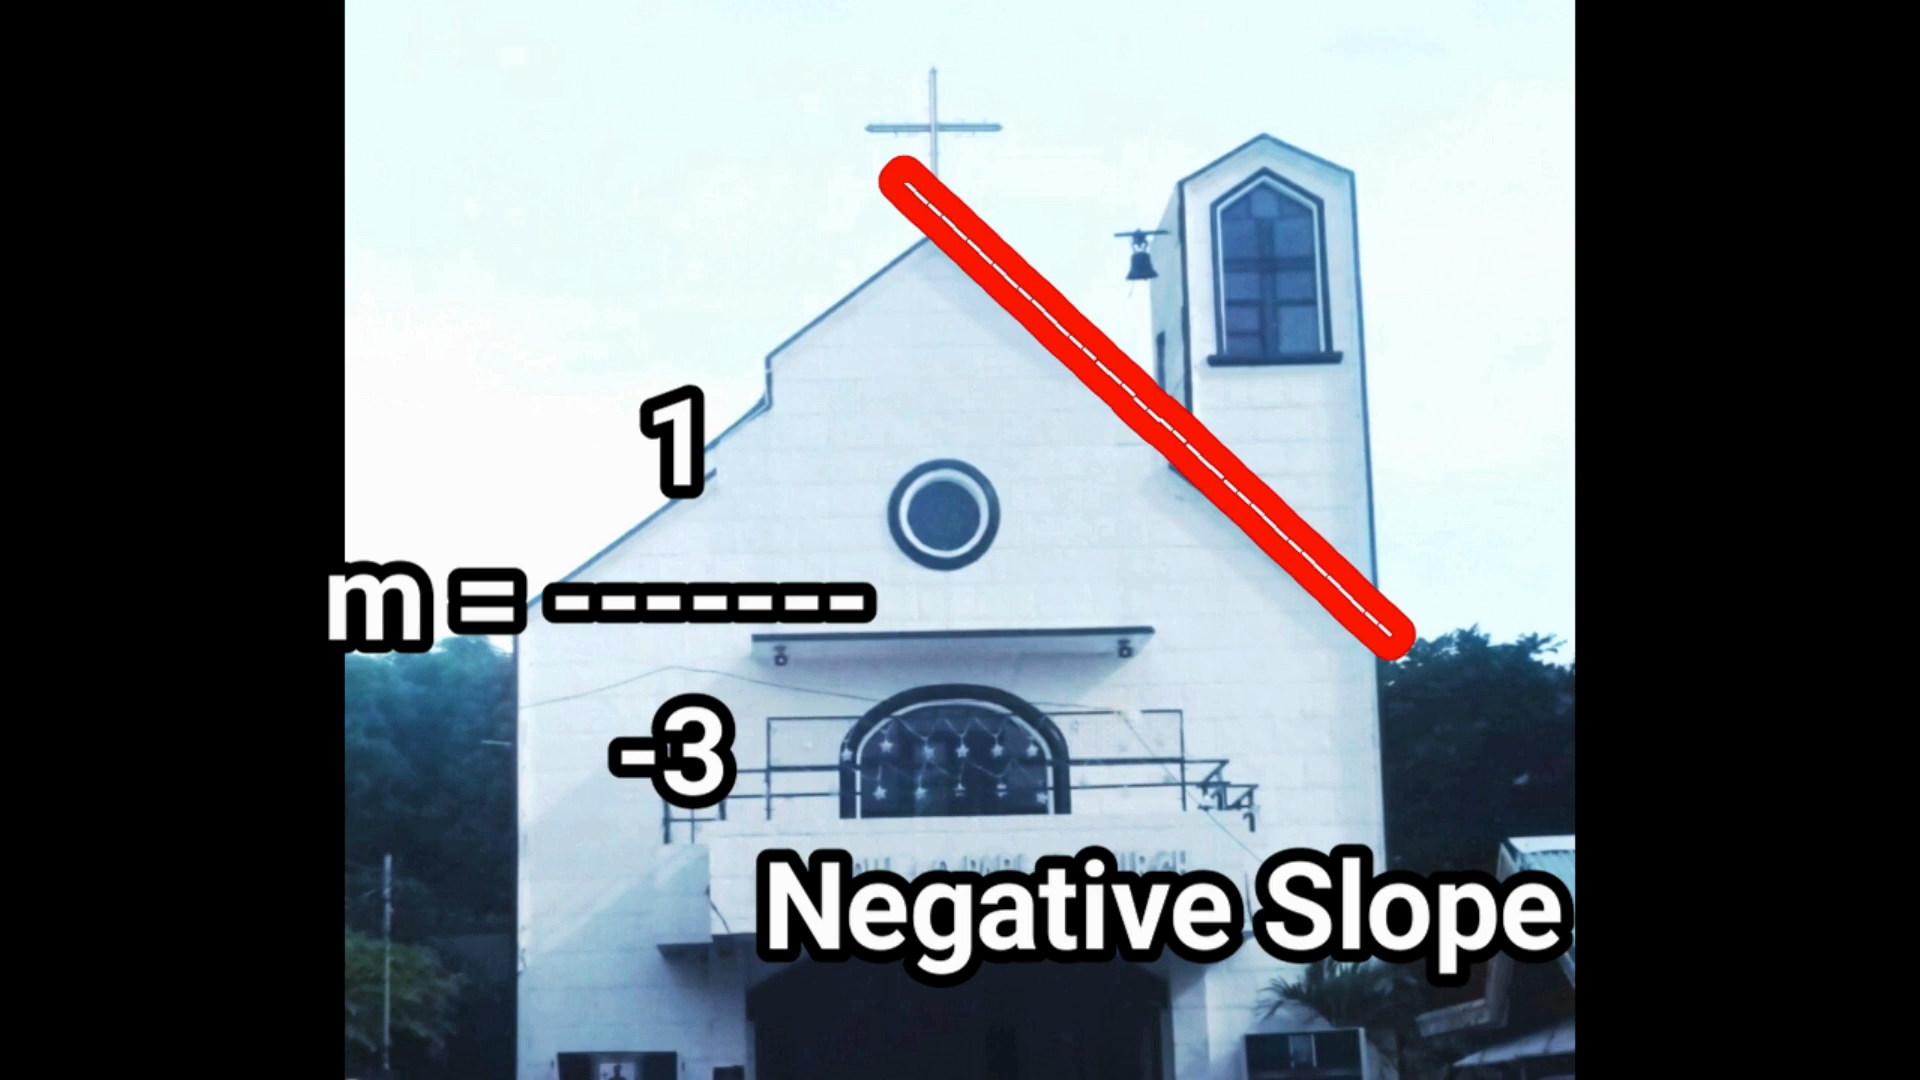 1
m = -------
-3
Negative Slope